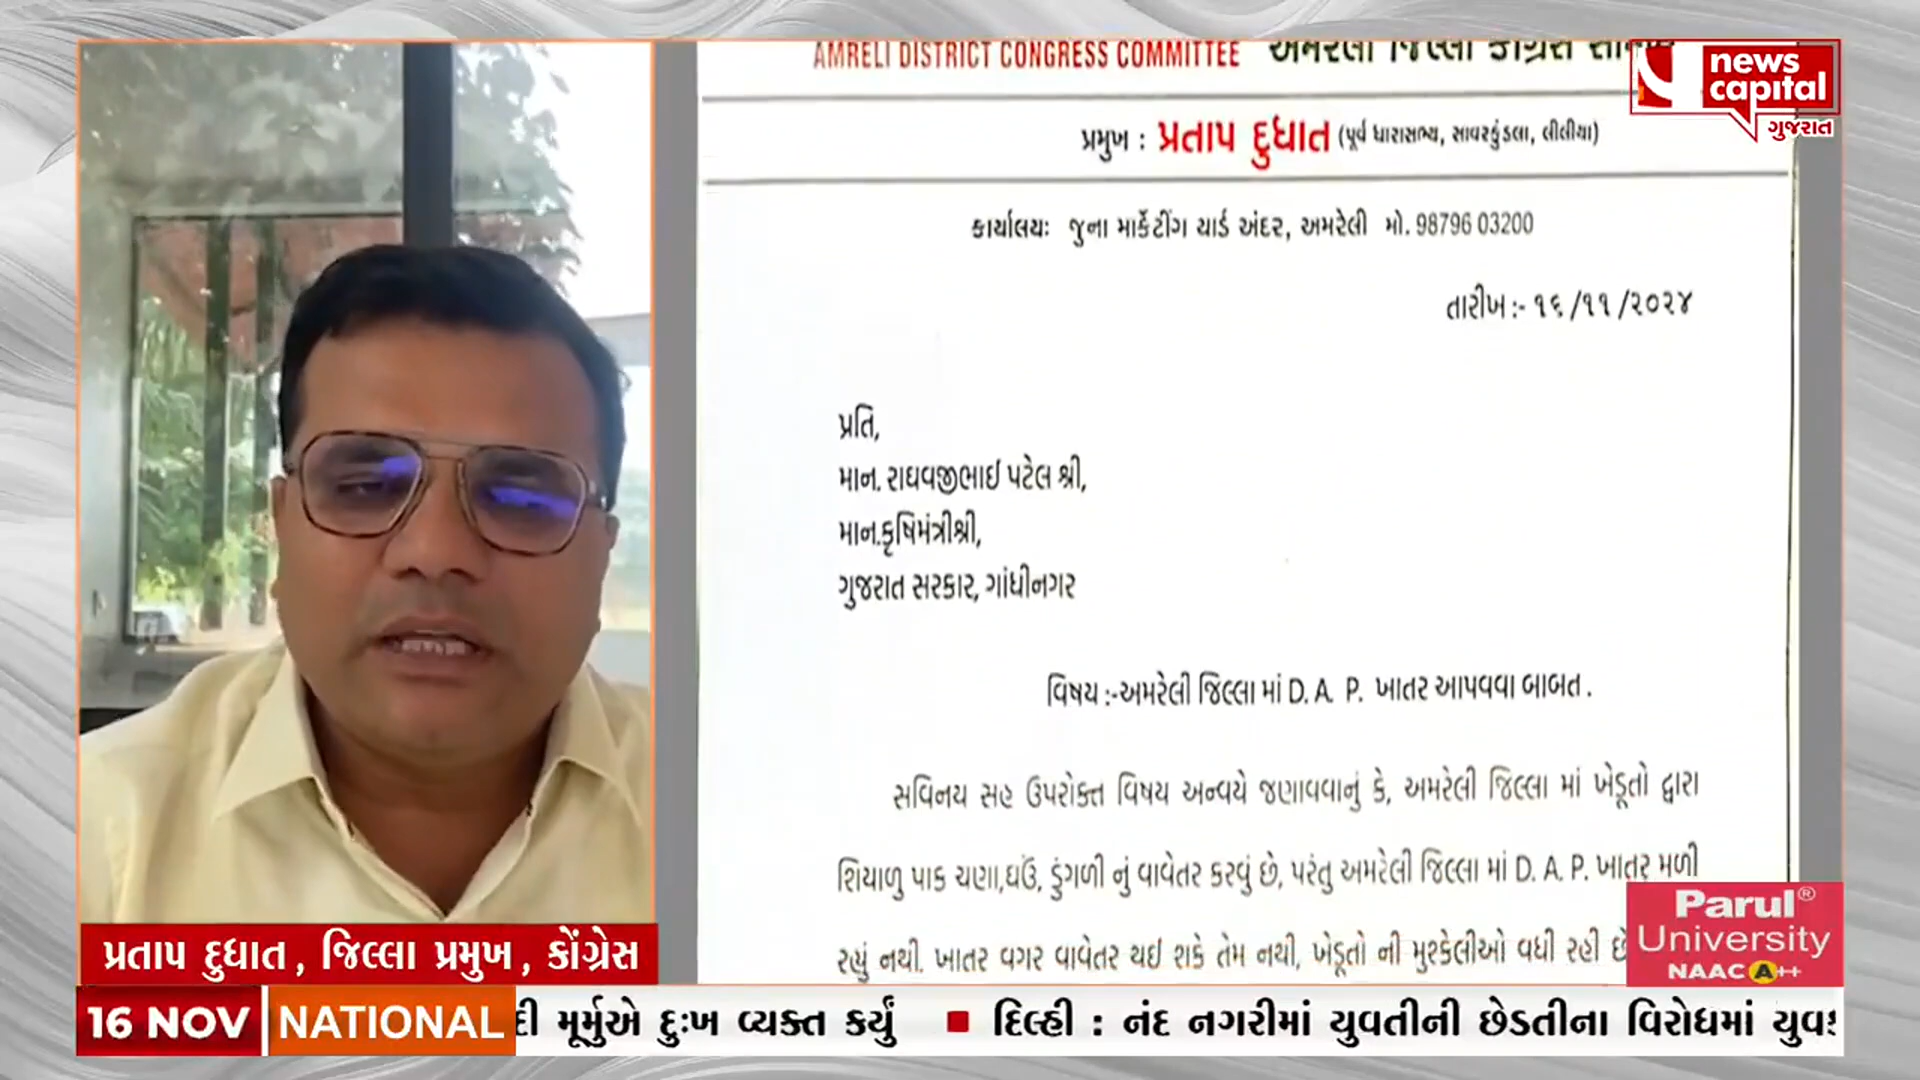 AMRELI DISTRICT CONGRESS COMMITTEE અમરેલી જિલ્લા કોંગ્રેસ
news
capital
ગુજરાત
પ્રમુખ : પ્રતાપ દુધાત (પૂર્વ ધારાસભ્ય, સાવરકુંડલા, લીલીયા)
કાર્યાલયઃ જુના માર્કેટીંગ યાર્ડ અંદર, અમરેલી મો. 98796 03200
તારીખ :- ૧૬ /૧૧ /૨૦૨૪
પ્રતિ,
માન. રાઘવજીભાઈ પટેલ શ્રી,
માન.કૃષિમંત્રીશ્રી,
ગુજરાત સરકાર, ગાંધીનગર
વિષય :-અમરેલી જિલ્લા માં D. A. P. ખાતર આપવવા બાબત .
સવિનય સહ ઉપરોક્ત વિષય અન્વયે જણાવવાનું કે, અમરેલી જિલ્લા માં ખેડૂતો દ્વારા
શિયાળુ પાક ચણા,ઘઉં, ડુંગળી નું વાવેતર કરવું છે, પરંતુ અમરેલી જિલ્લા માં D. A. P. ખાતર મળી
રહ્યું નથી. ખાતર વગર વાવેતર થઈ શકે તેમ નથી, ખેડૂતો ની મુશ્કેલીઓ વધી રહી છે
Parul®
University
NAAC A++
પ્રતાપ દુધાત, જિલ્લા પ્રમુખ, કોંગ્રેસ
16 NOV NATIONAL દી મૂર્મુએ દુઃખ વ્યક્ત કર્યું ■ દિલ્હી : નંદ નગરીમાં યુવતીની છેડતીના વિરોધમાં